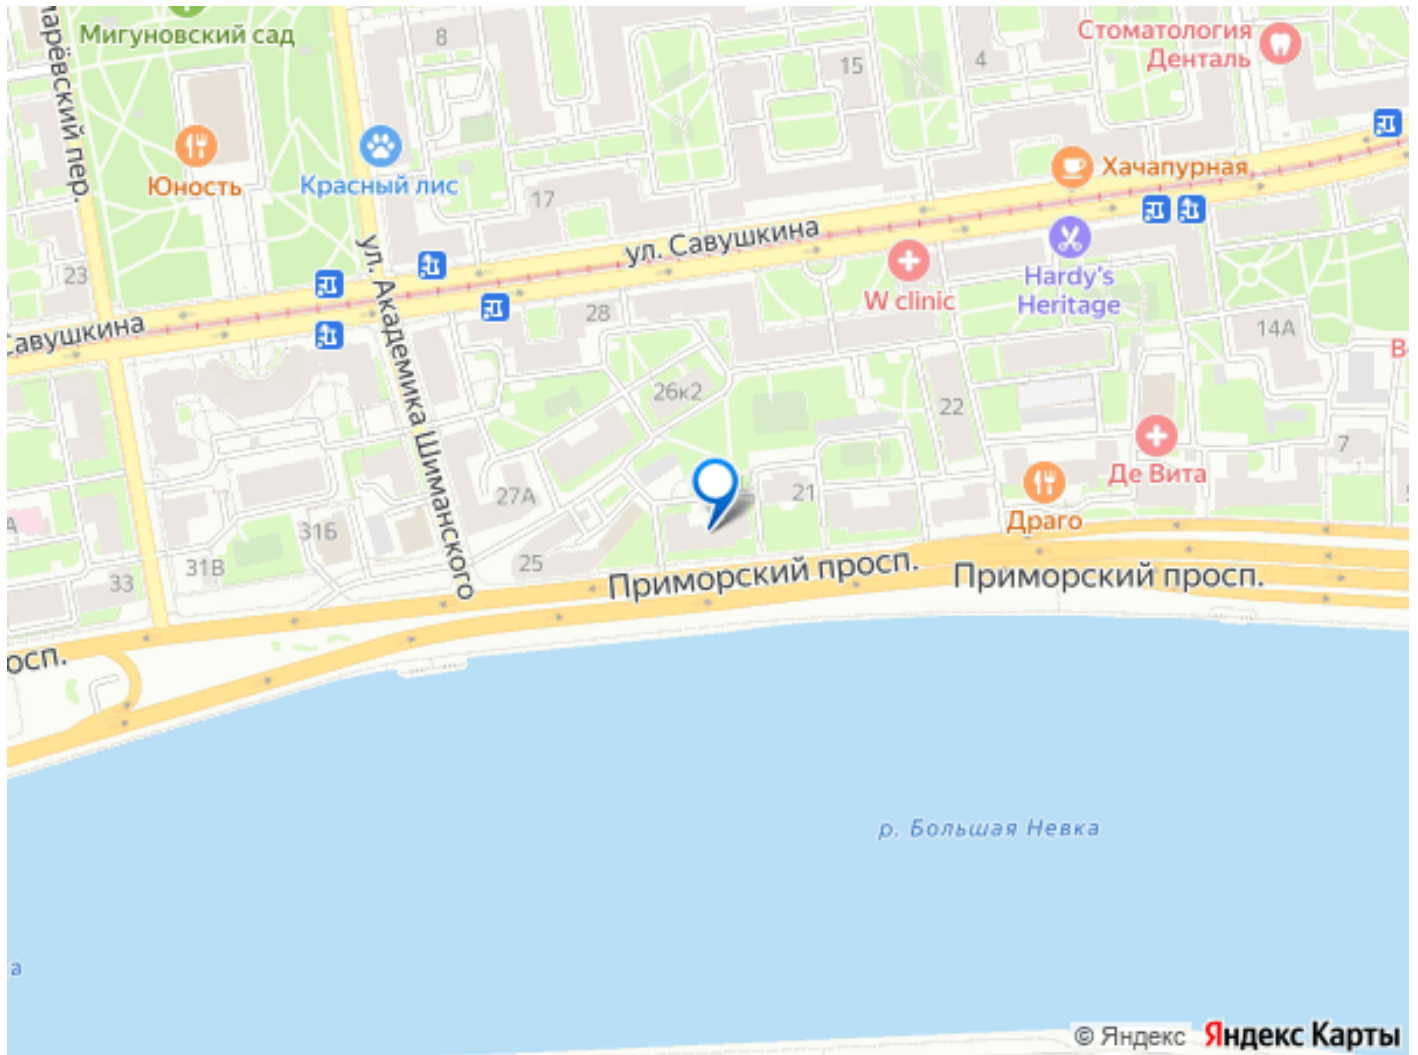 Мигуновский сад
8
Стоматология
Денталь
15
4
Юность
Красный лис
17
Хачапурная
ул. Савушкина
23
W clinic
Hardy's
Heritage
28
14А
ул. Академика Шиманского
26к2
22
7
Де Вита
27А
21
Драго
31Б
25
31В
33
Приморский просп.
Приморский просп.
р. Большая Невка
© Яндекс Яндекс Карты